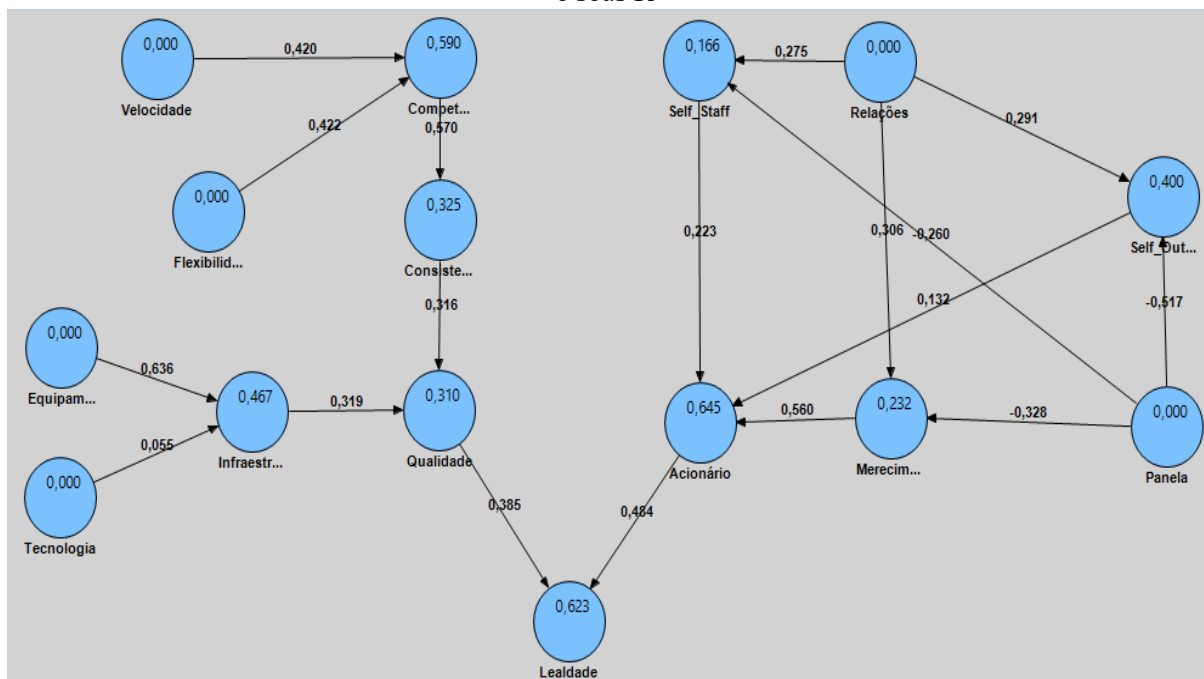 0,000
0,420
0,590
0,166
0,275
0,000
Velocidade
Compet...
Self_Staff
Relações
0,422
0,570
0,291
0,000
0,325
0,400
Flexibilid...
Consiste...
0,223
0,306
-0,260
Self_Out...
0,316
0,132
-0,517
0,000
0,636
Equipam...
0,467
0,319
0,310
0,645
0,560
0,232
-0,328
0,000
0,055
Infraestr...
Qualidade
Acionário
Merecim...
Panela
0,000
0,385
0,484
Tecnologia
0,623
Lealdade